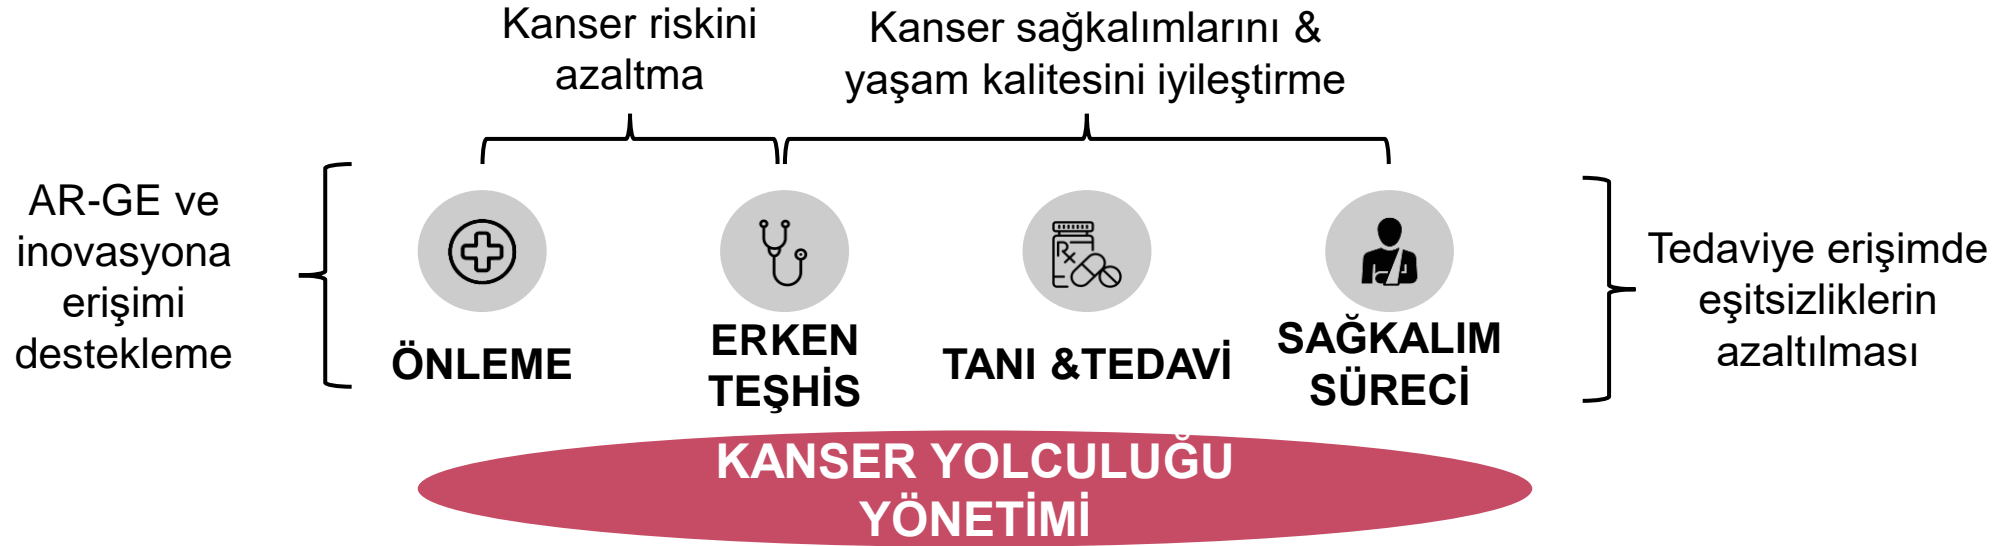 Kanser riskini
azaltma
Kanser sağkalımlarını &
yaşam kalitesini iyileştirme
AR-GE ve
inovasyona
erişimi
destekleme
Rx
ÖNLEME
ERKEN
TEŞHİS
TANI &TEDAVİ
SAĞKALIM
SÜRECİ
Tedaviye erişimde
eşitsizliklerin
azaltılması
KANSER YOLCULUĞU
YÖNETİMİ